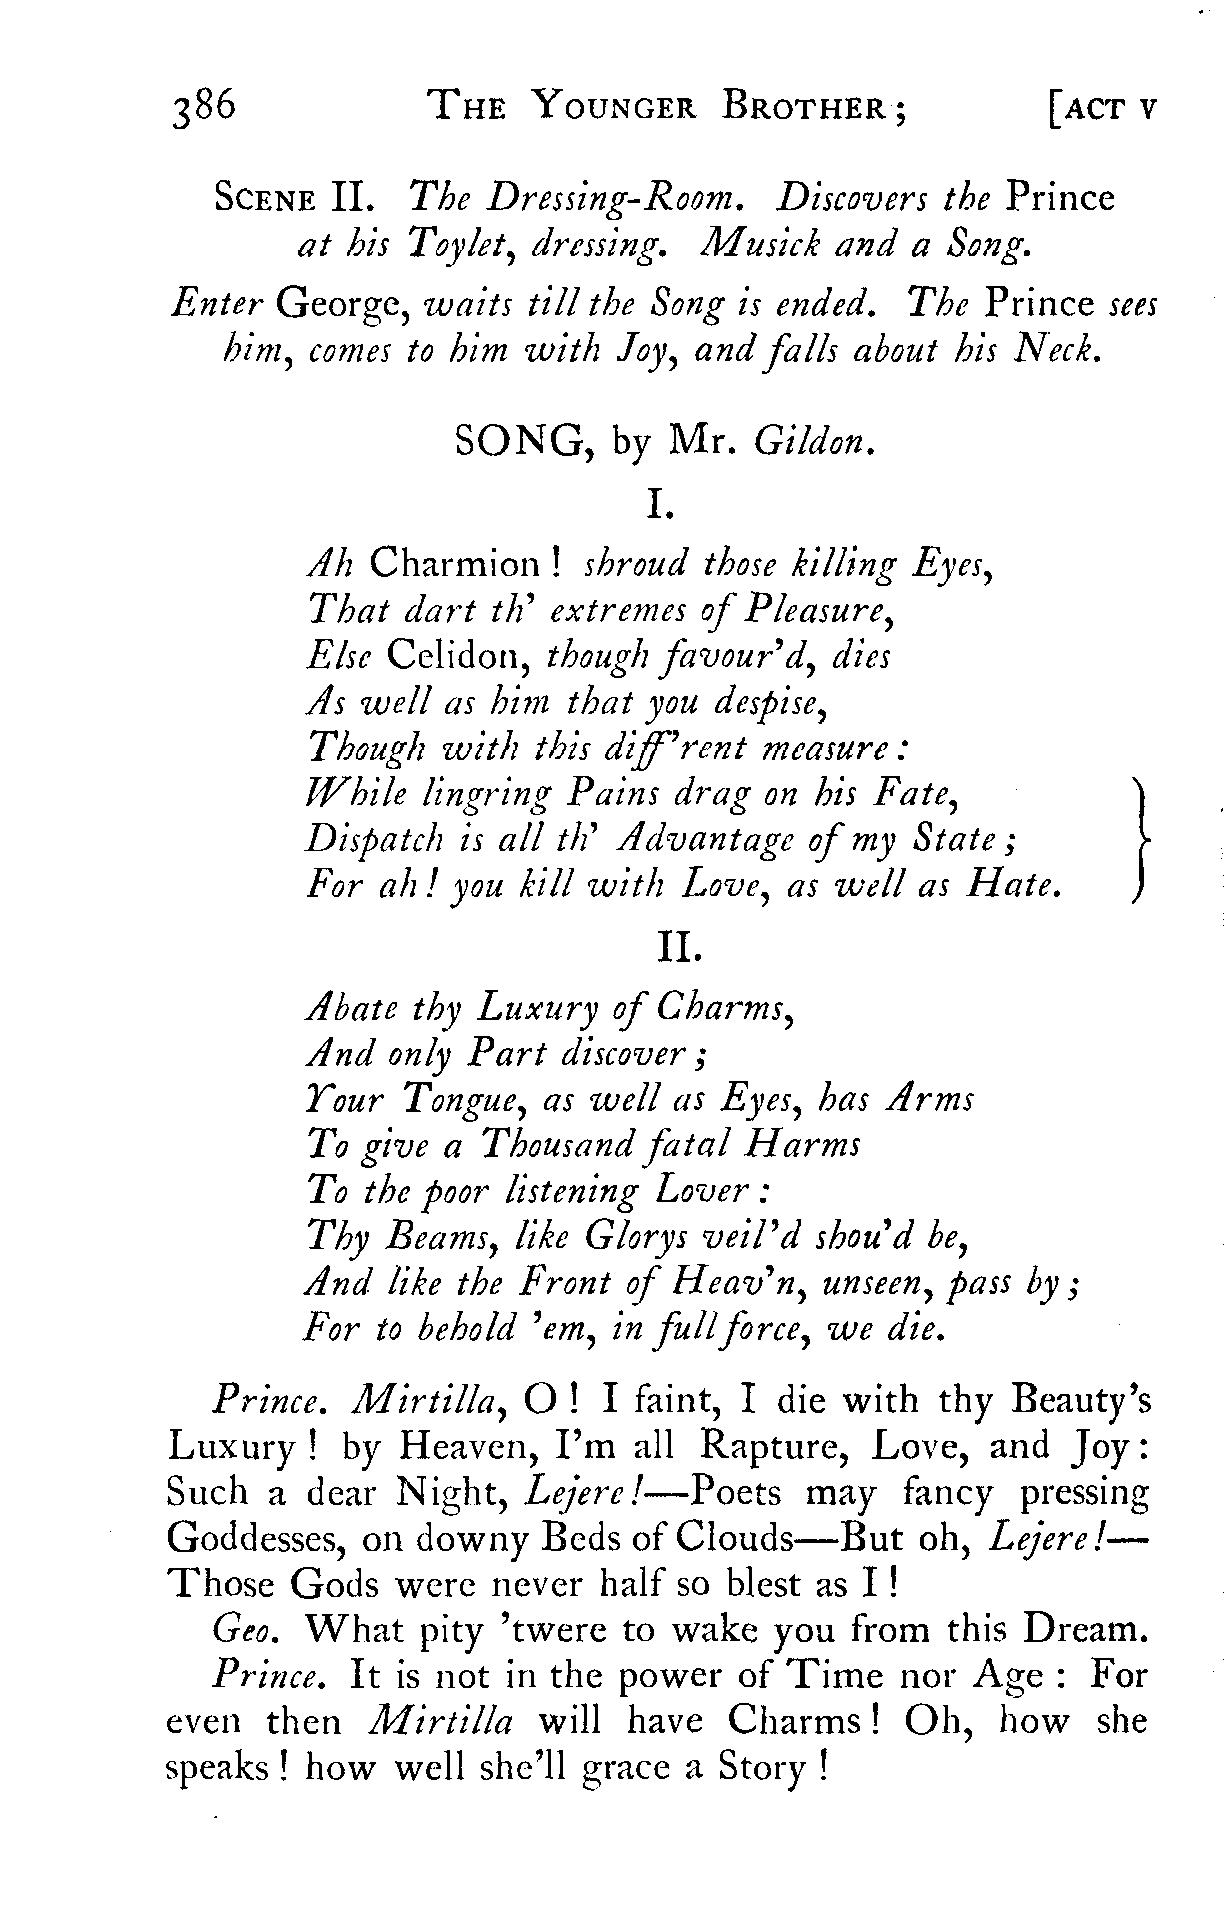 386 THE YOUNGER BROTHER; [ACT V
SCENE II. The Dressing-Room. Discovers the Prince
at his Toylet, dressing. Musick and a Song.
Enter George, waits till the Song is ended. The Prince sees
him, comes to him with Joy, and falls about his Neck.
SONG, by Mr. Gildon.
I.
Ah Charmion! shroud those killing Eyes,
That dart th' extremes of Pleasure,
Else Celidon, though favour'd, dies
As well as him that you despise,
Though with this diff'rent measure:
While lingring Pains drag on his Fate,
Dispatch is all th' Advantage of my State;
For ah! you kill with Love, as well as Hate.
II.
Abate thy Luxury of Charms,
And only Part discover;
Your Tongue, as well as Eyes, has Arms
To give a Thousand fatal Harms
To the poor listening Lover:
Thy Beams, like Glorys veil'd shou'd be,
And like the Front of Heav'n, unseen, pass by;
For to behold 'em, in full force, we die.
Prince. Mirtilla, O! I faint, I die with thy Beauty's
Luxury! by Heaven, I'm all Rapture, Love, and Joy:
Such a dear Night, Lejere!—Poets may fancy pressing
Goddesses, on downy Beds of Clouds—But oh, Lejere!—
Those Gods were never half so blest as I!
Geo. What pity 'twere to wake you from this Dream.
Prince. It is not in the power of Time nor Age: For
even then Mirtilla will have Charms! Oh, how she
speaks! how well she'll grace a Story!